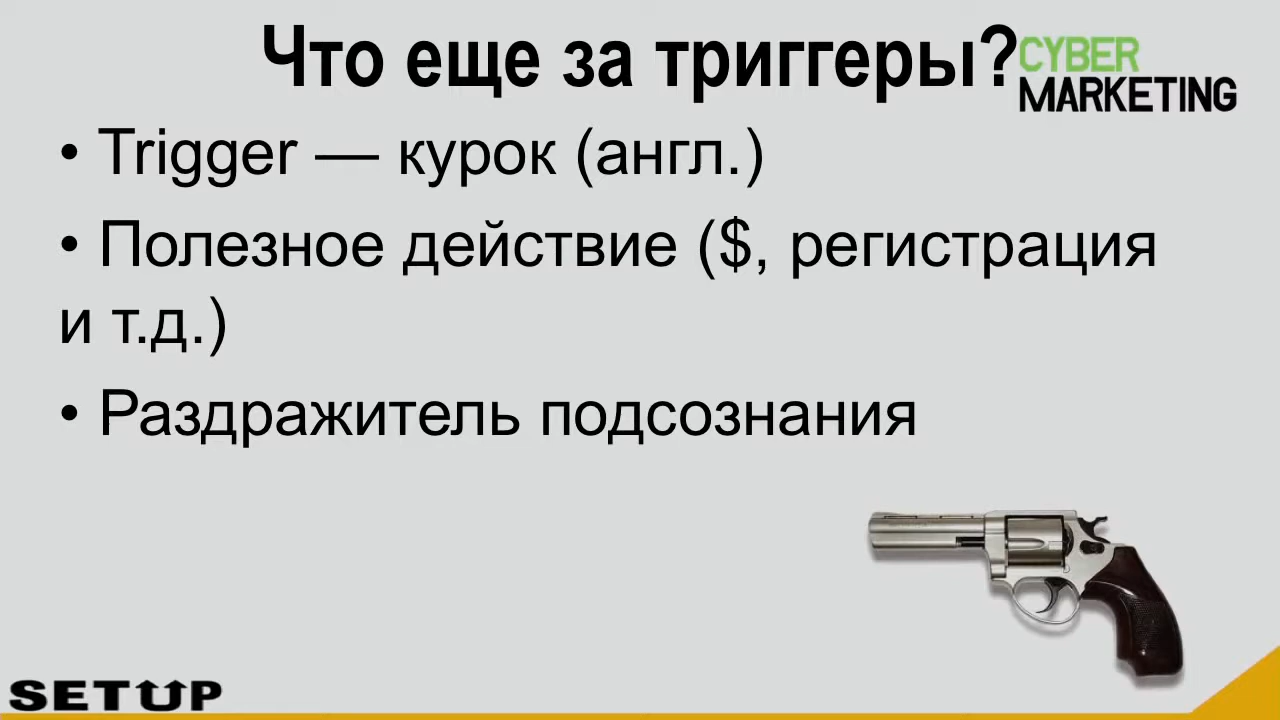 Что еще за триггеры?
CYBER
MARKETING
• Trigger — курок (англ.)
• Полезное действие ($, регистрация
и т.д.)
• Раздражитель подсознания
SETUP